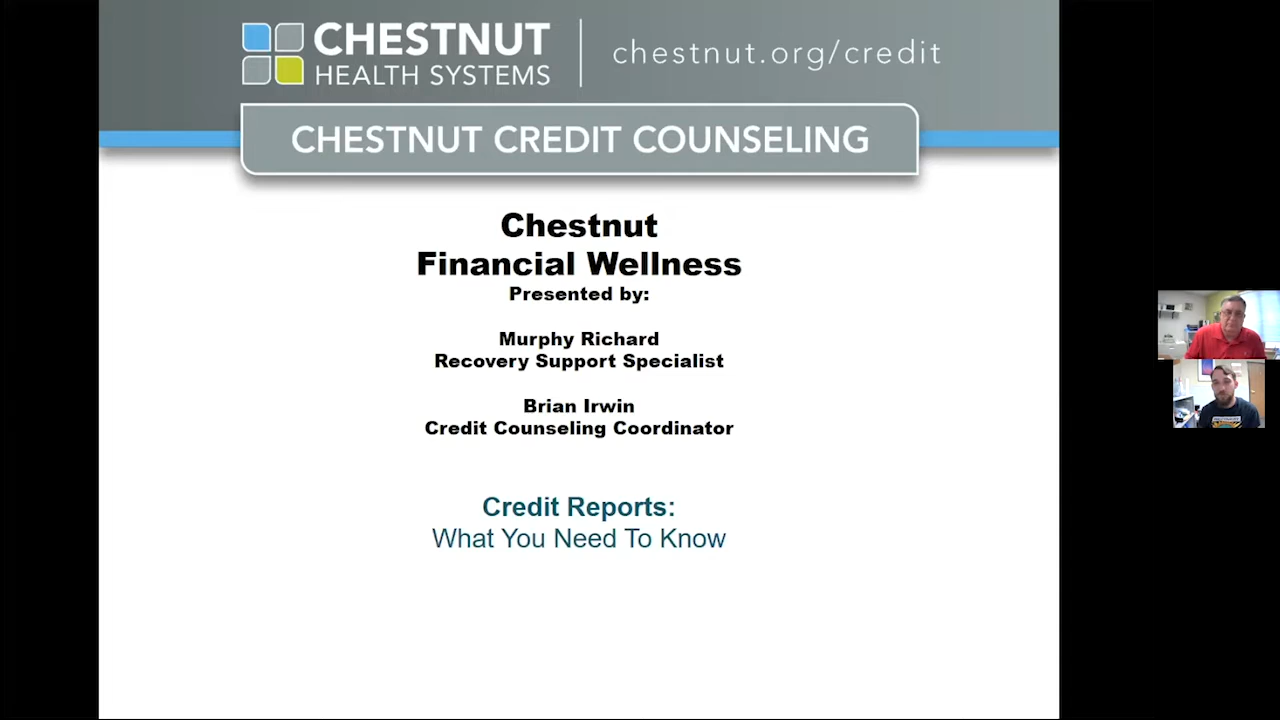 CHESTNUT
HEALTH SYSTEMS
chestnut.org/credit
CHESTNUT CREDIT COUNSELING
Chestnut
Financial Wellness
Presented by:
Murphy Richard
Recovery Support Specialist
Brian Irwin
Credit Counseling Coordinator
Credit Reports:
What You Need To Know